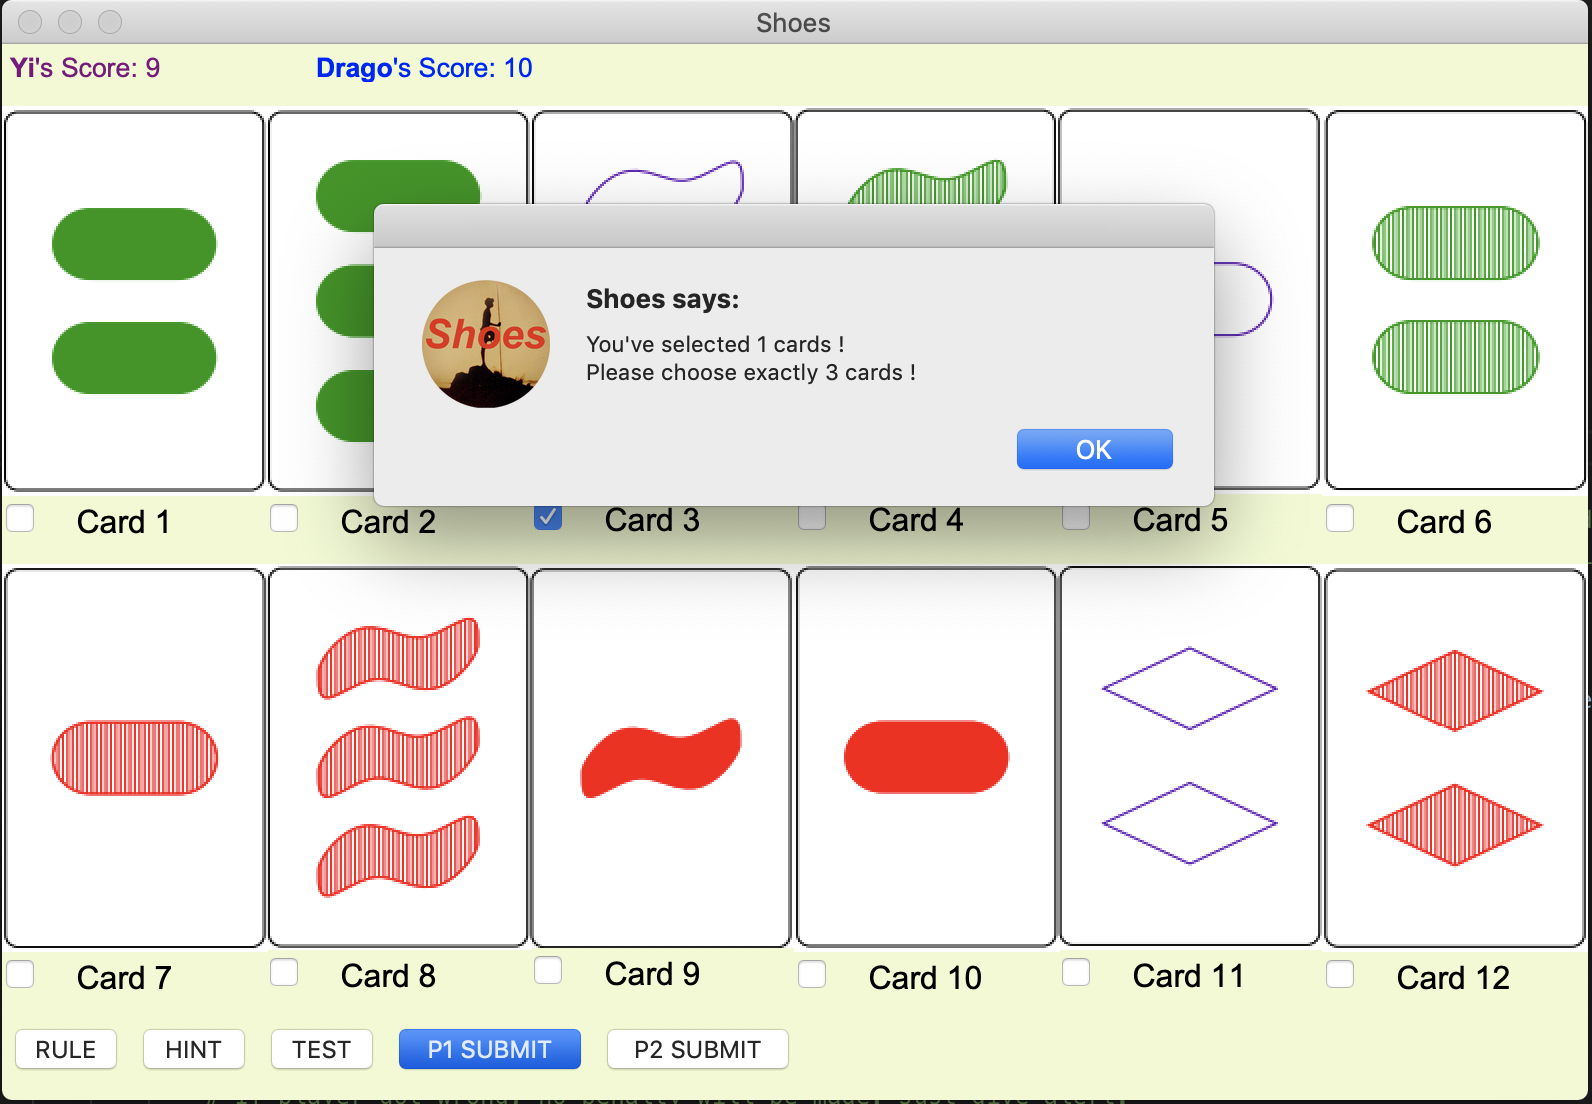 Shoes
Yi's Score: 9
Drago's Score: 10
Shoes
Shoes says:
You've selected 1 cards !
Please choose exactly 3 cards !
OK
Card 1
Card 2
Card 3
Card 4
Card 5
Card 6
Card 7
Card 8
Card 9
Card 10
Card 11
Card 12
RULE
HINT
TEST
P1 SUBMIT
P2 SUBMIT